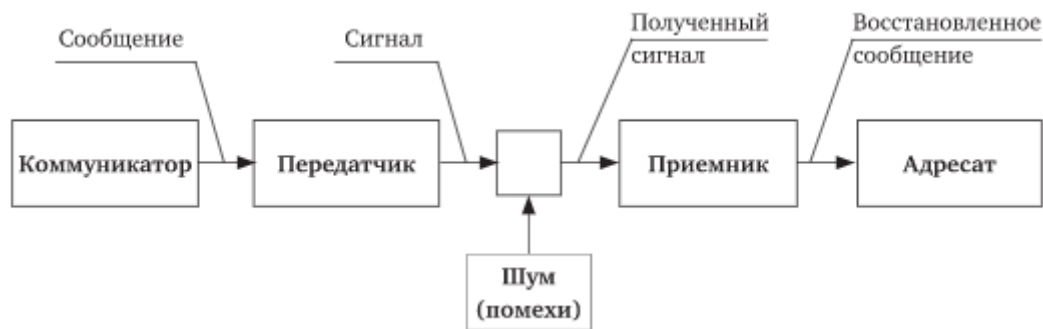 Сообщение
Сигнал
Полученный
сигнал
Восстановленное
сообщение
Коммуникатор
Передатчик
Приемник
Адресат
Шум
(помехи)